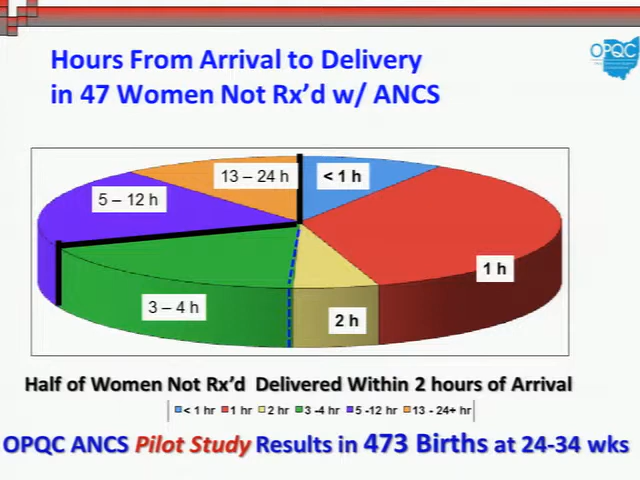 Hours From Arrival to Delivery
in 47 Women Not Rx'd w/ ANCS
OPQC
13 – 24 h
< 1 h
5 – 12 h
1 h
3 – 4 h
2 h
Half of Women Not Rx'd Delivered Within 2 hours of Arrival
< 1 hr 1 hr 2 hr 3 -4 hr 5 -12 hr 13 - 24+ hr
OPQC ANCS Pilot Study Results in 473 Births at 24-34 wks